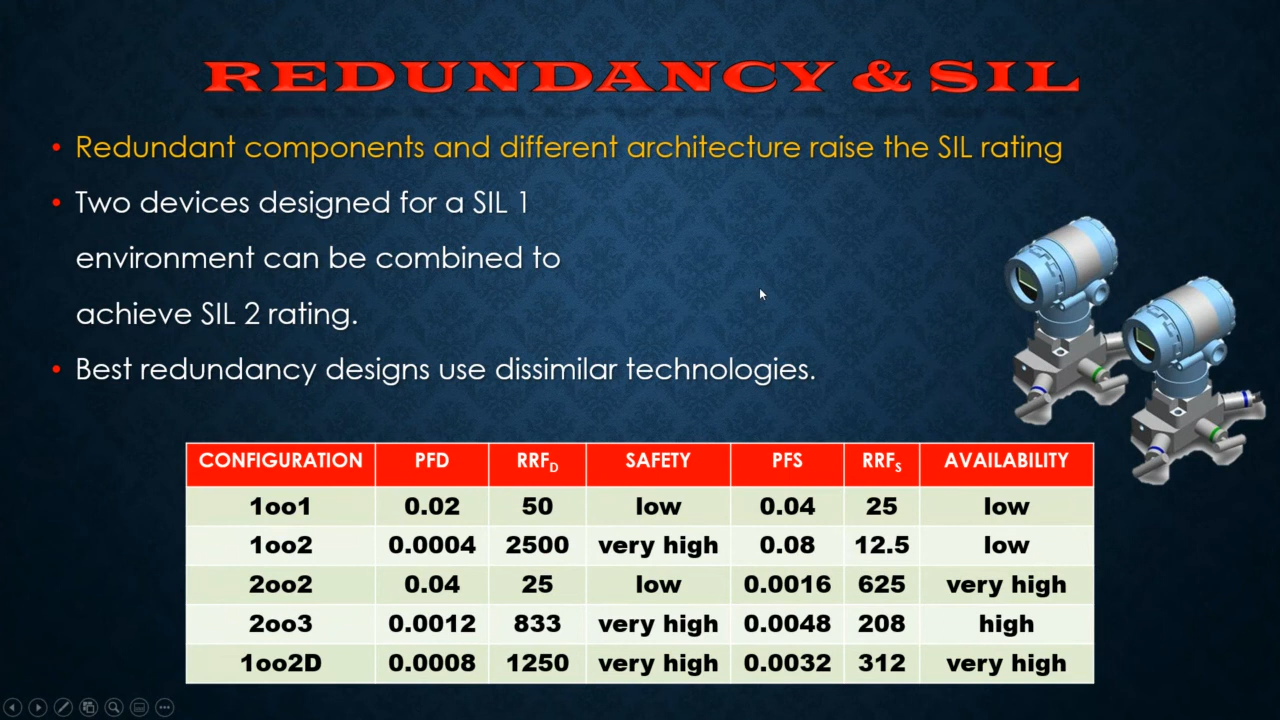 REDUNDANCY & SIL
• Redundant components and different architecture raise the SIL rating
• Two devices designed for a SIL 1
environment can be combined to
achieve SIL 2 rating.
• Best redundancy designs use dissimilar technologies.
CONFIGURATION PFD RRFD SAFETY PFS RRFS AVAILABILITY
1oo1 0.02 50 low 0.04 25 low
1oo2 0.0004 2500 very high 0.08 12.5 low
2oo2 0.04 25 low 0.0016 625 very high
2oo3 0.0012 833 very high 0.0048 208 high
1oo2D 0.0008 1250 very high 0.0032 312 very high